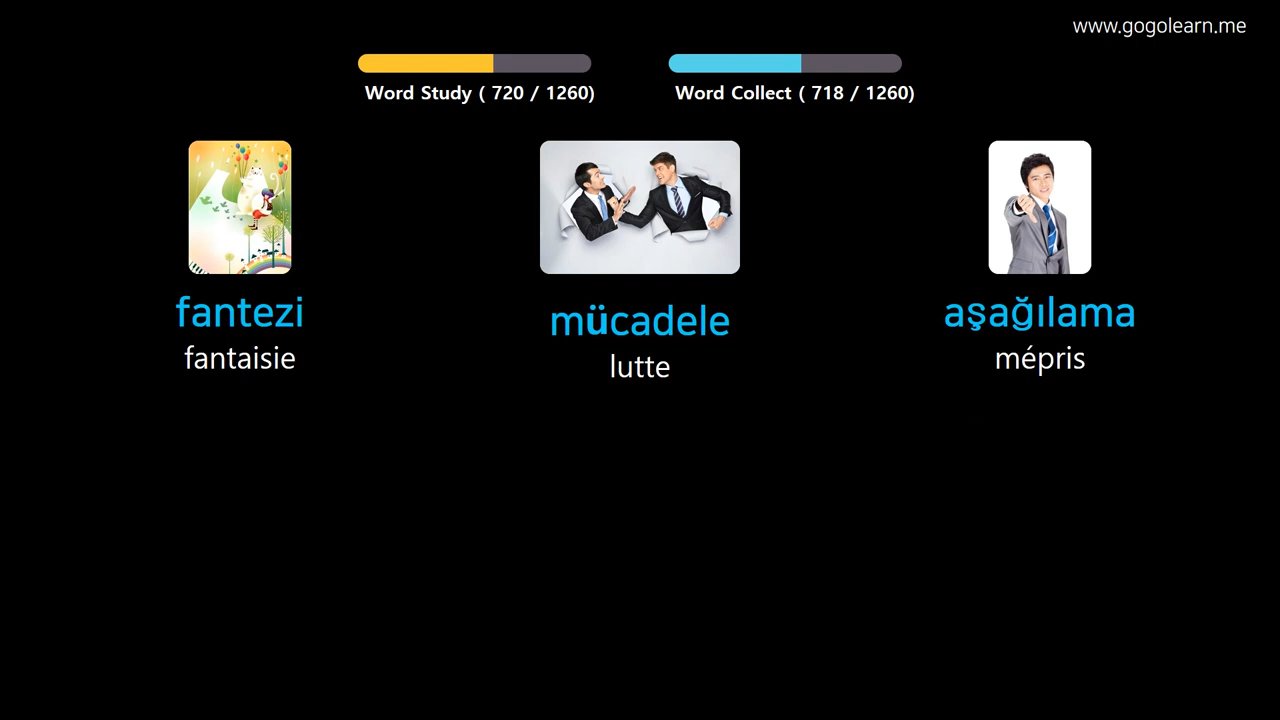 www.gogolearn.me
Word Study ( 720 / 1260)
Word Collect ( 718 / 1260)
fantezi
fantaisie
mücadele
lutte
aşağılama
mépris